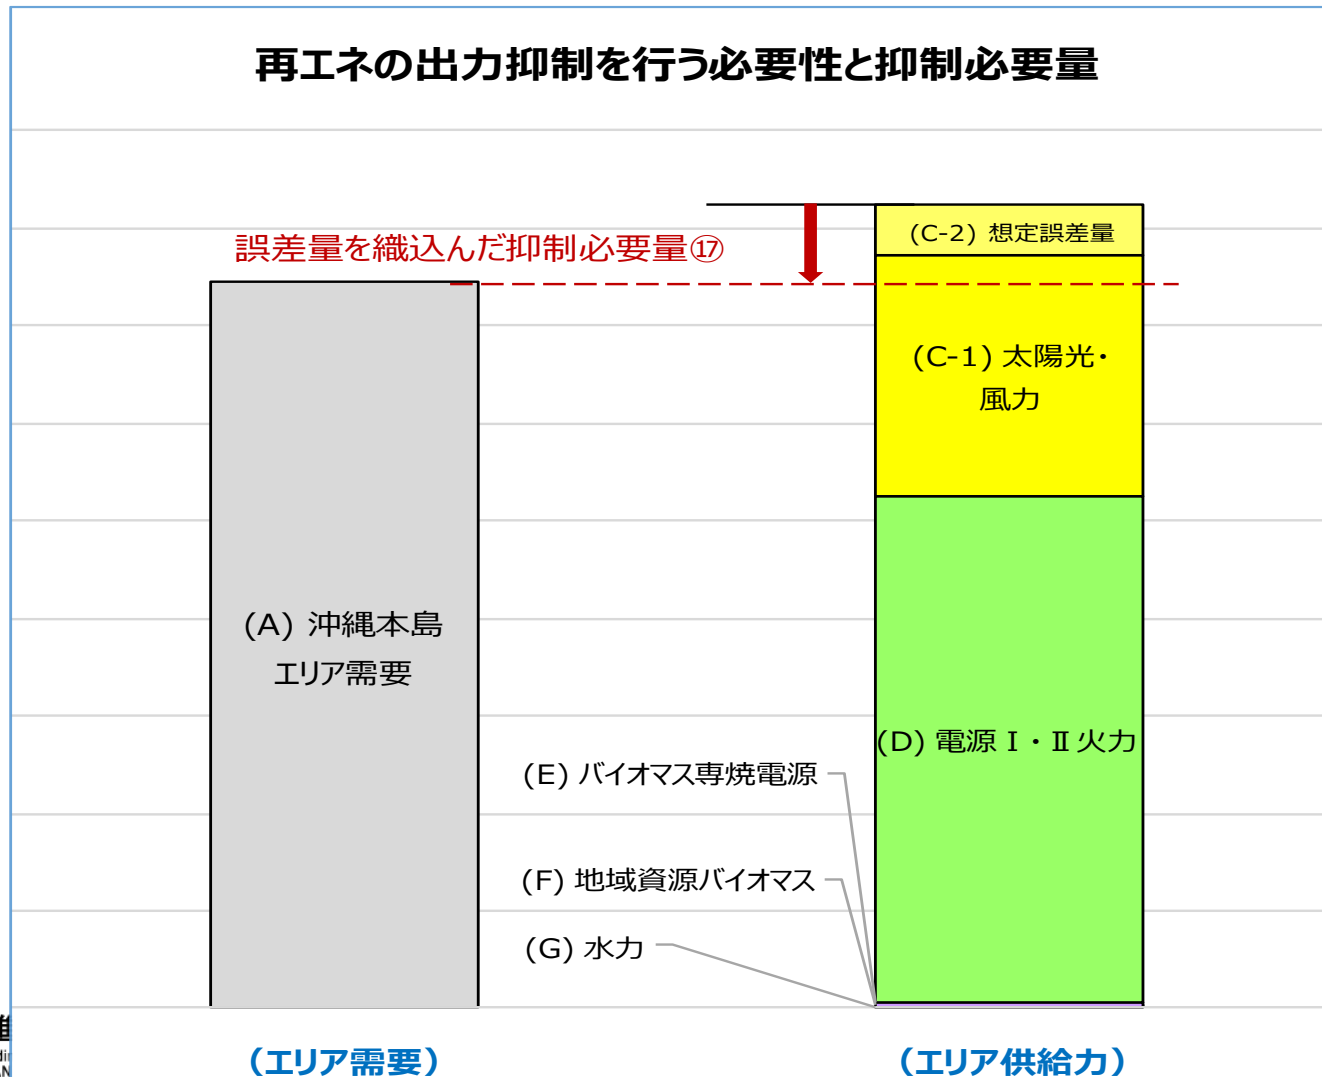 再エネの出力抑制を行う必要性と抑制必要量
(C-2) 想定誤差量
誤差量を織込んだ抑制必要量⑰
(C-1) 太陽光・
風力
(A) 沖縄本島
エリア需要
(D) 電源Ⅰ・Ⅱ火力
(E) バイオマス専焼電源
(F) 地域資源バイオマス
(G) 水力
（エリア需要）
（エリア供給力）